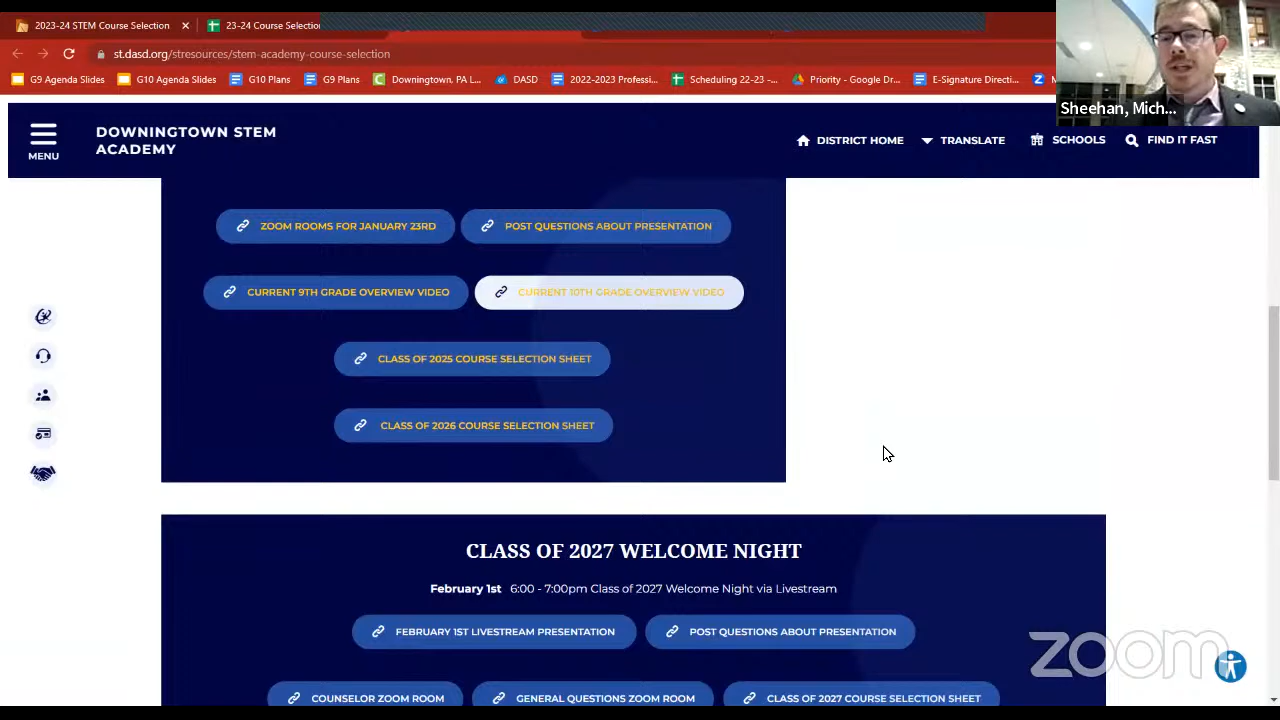 2023-24 STEM Course Selection
23-24 Course Selectio
st.dasd.org/stresources/stem-academy-course-selection
G9 Agenda Slides G10 Agenda Slides G10 Plans G9 Plans Downingtown, PA L... DASD 2022-2023 Professi... Scheduling 22-23 -... Priority - Google Dr... E-Signature Directi...
Sheehan, Mich...
MENU
DOWNINGTOWN STEM
ACADEMY
DISTRICT HOME TRANSLATE SCHOOLS FIND IT FAST
ZOOM ROOMS FOR JANUARY 23RD POST QUESTIONS ABOUT PRESENTATION
CURRENT 9TH GRADE OVERVIEW VIDEO CURRENT 10TH GRADE OVERVIEW VIDEO
CLASS OF 2025 COURSE SELECTION SHEET
CLASS OF 2026 COURSE SELECTION SHEET
CLASS OF 2027 WELCOME NIGHT
February 1st 6:00 - 7:00pm Class of 2027 Welcome Night via Livestream
FEBRUARY 1ST LIVESTREAM PRESENTATION POST QUESTIONS ABOUT PRESENTATION
COUNSELOR ZOOM ROOM GENERAL QUESTIONS ZOOM ROOM CLASS OF 2027 COURSE SELECTION SHEET
zoom